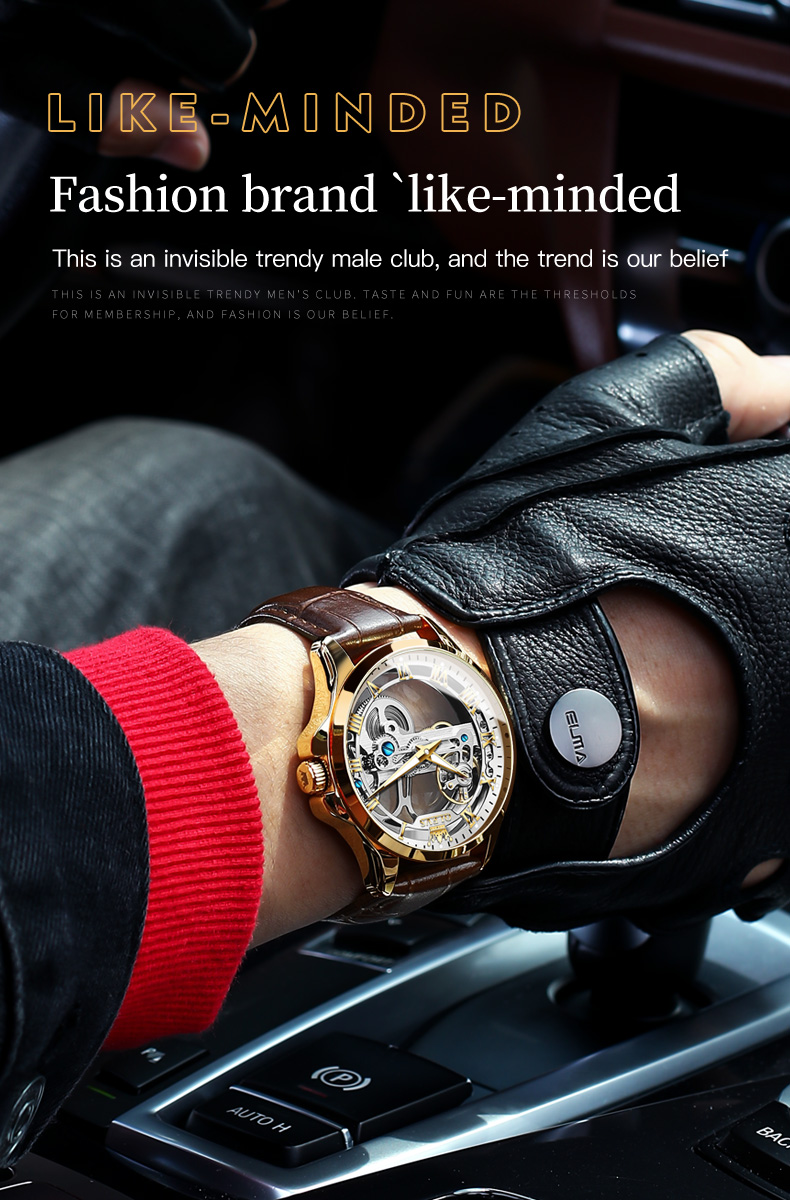 LIKE-MINDED
Fashion brand `like-minded
This is an invisible trendy male club, and the trend is our belief
THIS IS AN INVISIBLE TRENDY MEN'S CLUB. TASTE AND FUN ARE THE THRESHOLDS
FOR MEMBERSHIP, AND FASHION IS OUR BELIEF.
ELMA
P
AUTO H
BAC